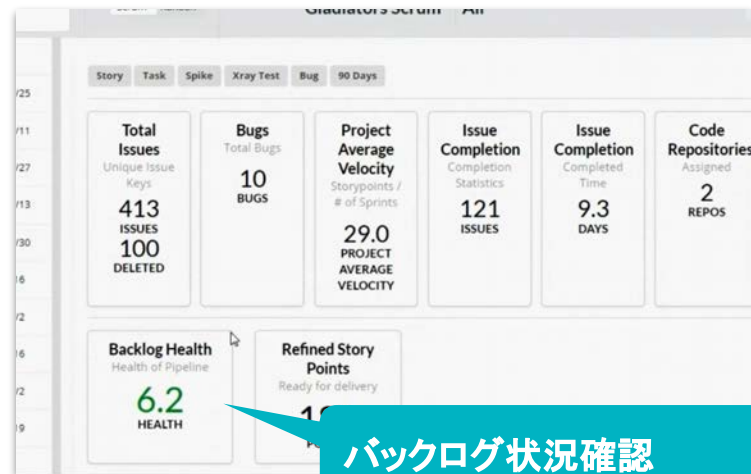 Gladiators Scrum All
Story Task Spike Xray Test Bug 90 Days
/25
/11
/27
/13
/30
/2
/2
Total
Issues
Unique Issue
Keys
413
ISSUES
100
DELETED
Bugs
Total Bugs
10
BUGS
Project
Average
Velocity
Storypoints /
# of Sprints
29.0
PROJECT
AVERAGE
VELOCITY
Issue
Completion
Completion
Statistics
121
ISSUES
Issue
Completion
Completed
Time
9.3
DAYS
Code
Repositories
Assigned
2
REPOS
Backlog Health
Health of Pipeline
6.2
HEALTH
Refined Story
Points
Ready for delivery
バックログ状況確認